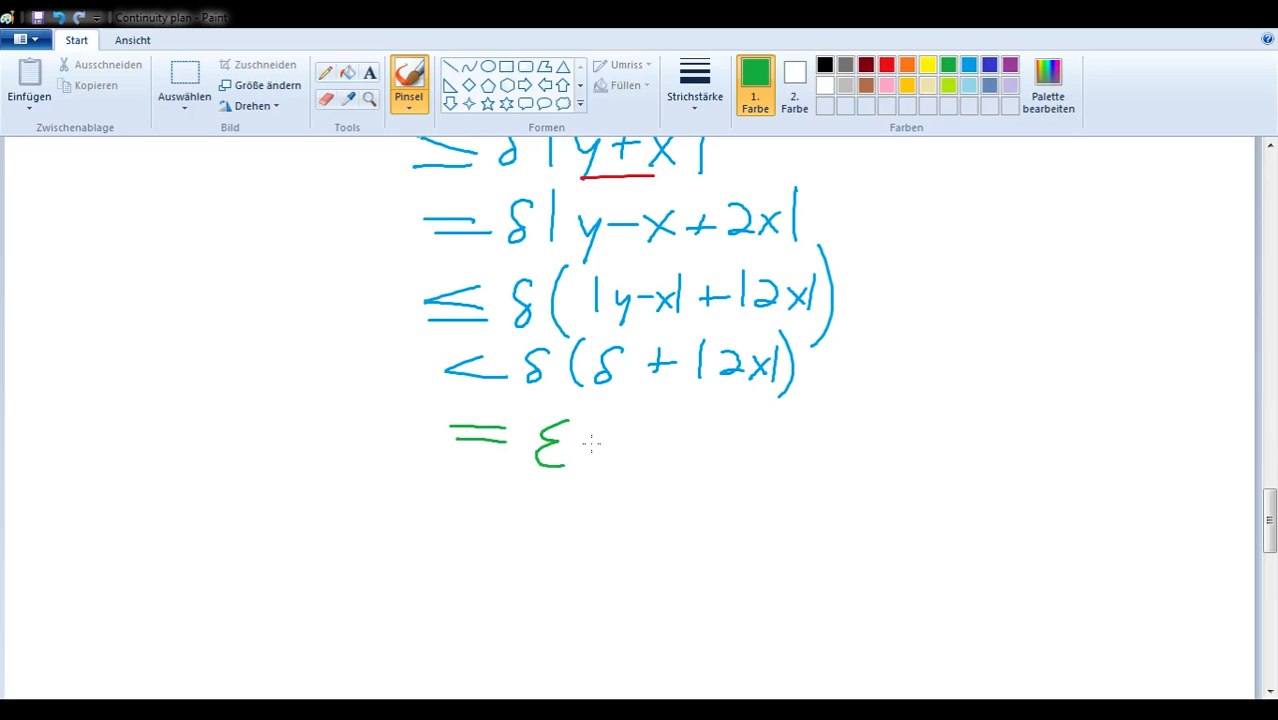 Continuity plan - Paint
Start Ansicht
Einfügen
Ausschneiden
Kopieren
Zwischenablage
Auswählen
Zuschneiden
Größe ändern
Drehen
Bild
Tools
Pinsel
Formen
Umriss
Füllen
Strichstärke
1. Farbe
2. Farbe
Palette bearbeiten
Farben
≤ δ |y+x|
= δ |y-x+2x|
≤ δ (|y-x| + |2x|)
< δ (δ + |2x|)
= ε